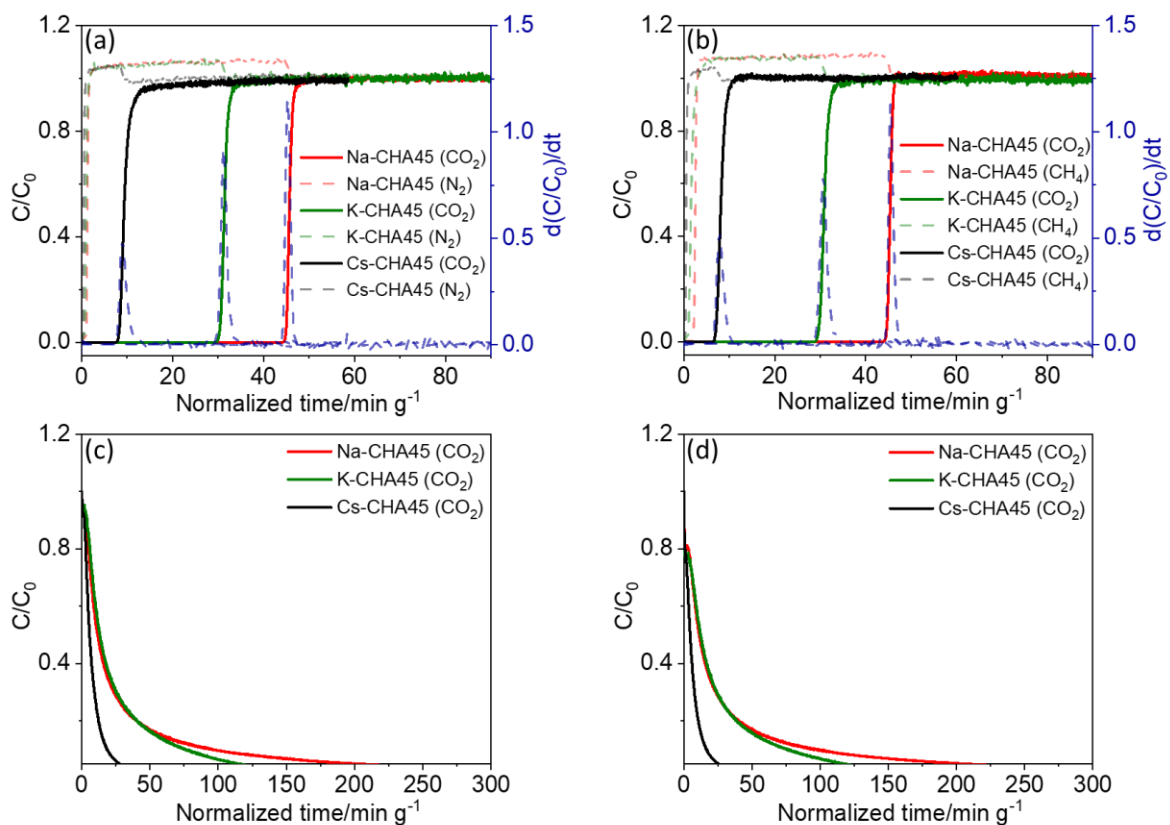 (a)
1.2
0.8
0.4
0.0
C/C₀
1.5
1.0
0.5
0.0
d(C/C₀)/dt
Na-CHA45 (CO₂)
Na-CHA45 (N₂)
K-CHA45 (CO₂)
K-CHA45 (N₂)
Cs-CHA45 (CO₂)
Cs-CHA45 (N₂)
0 20 40 60 80
Normalized time/min g⁻¹
(b)
1.2
0.8
0.4
0.0
C/C₀
1.5
1.0
0.5
0.0
d(C/C₀)/dt
Na-CHA45 (CO₂)
Na-CHA45 (CH₄)
K-CHA45 (CO₂)
K-CHA45 (CH₄)
Cs-CHA45 (CO₂)
Cs-CHA45 (CH₄)
0 20 40 60 80
Normalized time/min g⁻¹
(c)
1.2
0.8
0.4
C/C₀
Na-CHA45 (CO₂)
K-CHA45 (CO₂)
Cs-CHA45 (CO₂)
0 50 100 150 200 250 300
Normalized time/min g⁻¹
(d)
1.2
0.8
0.4
C/C₀
Na-CHA45 (CO₂)
K-CHA45 (CO₂)
Cs-CHA45 (CO₂)
0 50 100 150 200 250 300
Normalized time/min g⁻¹